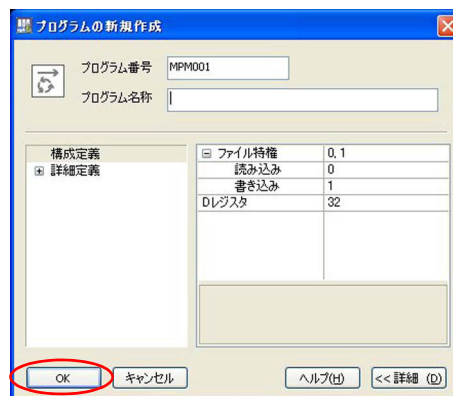 プログラムの新規作成
プログラム番号 MPM001
プログラム名称
構成定義
詳細定義
ファイル特権 0, 1
読み込み 0
書き込み 1
Dレジスタ 32
OK キャンセル ヘルプ(H) <<詳細 (D)